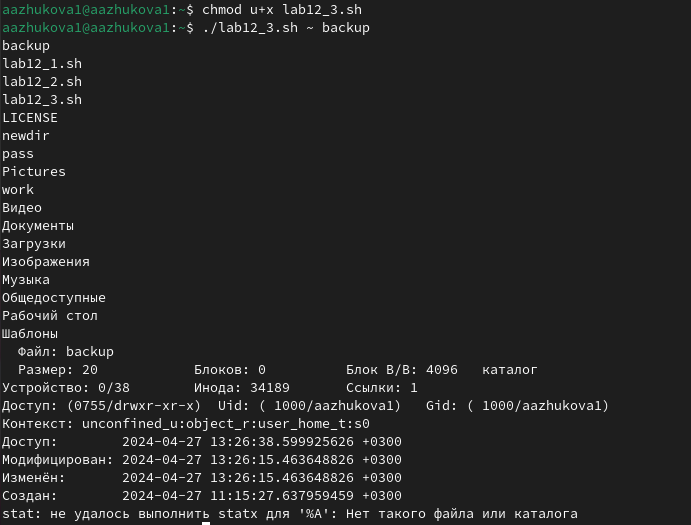 aazhukova1@aazhukova1:~$ chmod u+x lab12_3.sh
aazhukova1@aazhukova1:~$ ./lab12_3.sh ~ backup
backup
lab12_1.sh
lab12_2.sh
lab12_3.sh
LICENSE
newdir
pass
Pictures
work
Видео
Документы
Загрузки
Изображения
Музыка
Общедоступные
Рабочий стол
Шаблоны
  Файл: backup
  Размер: 20            Блоков: 0          Блок В/В: 4096   каталог
Устройство: 0/38        Инода: 34189       Ссылки: 1
Доступ: (0755/drwxr-xr-x)  Uid: ( 1000/aazhukova1)   Gid: ( 1000/aazhukova1)
Контекст: unconfined_u:object_r:user_home_t:s0
Доступ:        2024-04-27 13:26:38.599925626 +0300
Модифицирован: 2024-04-27 13:26:15.463648826 +0300
Изменён:       2024-04-27 13:26:15.463648826 +0300
Создан:        2024-04-27 11:15:27.637959459 +0300
stat: не удалось выполнить statx для '%A': Нет такого файла или каталога